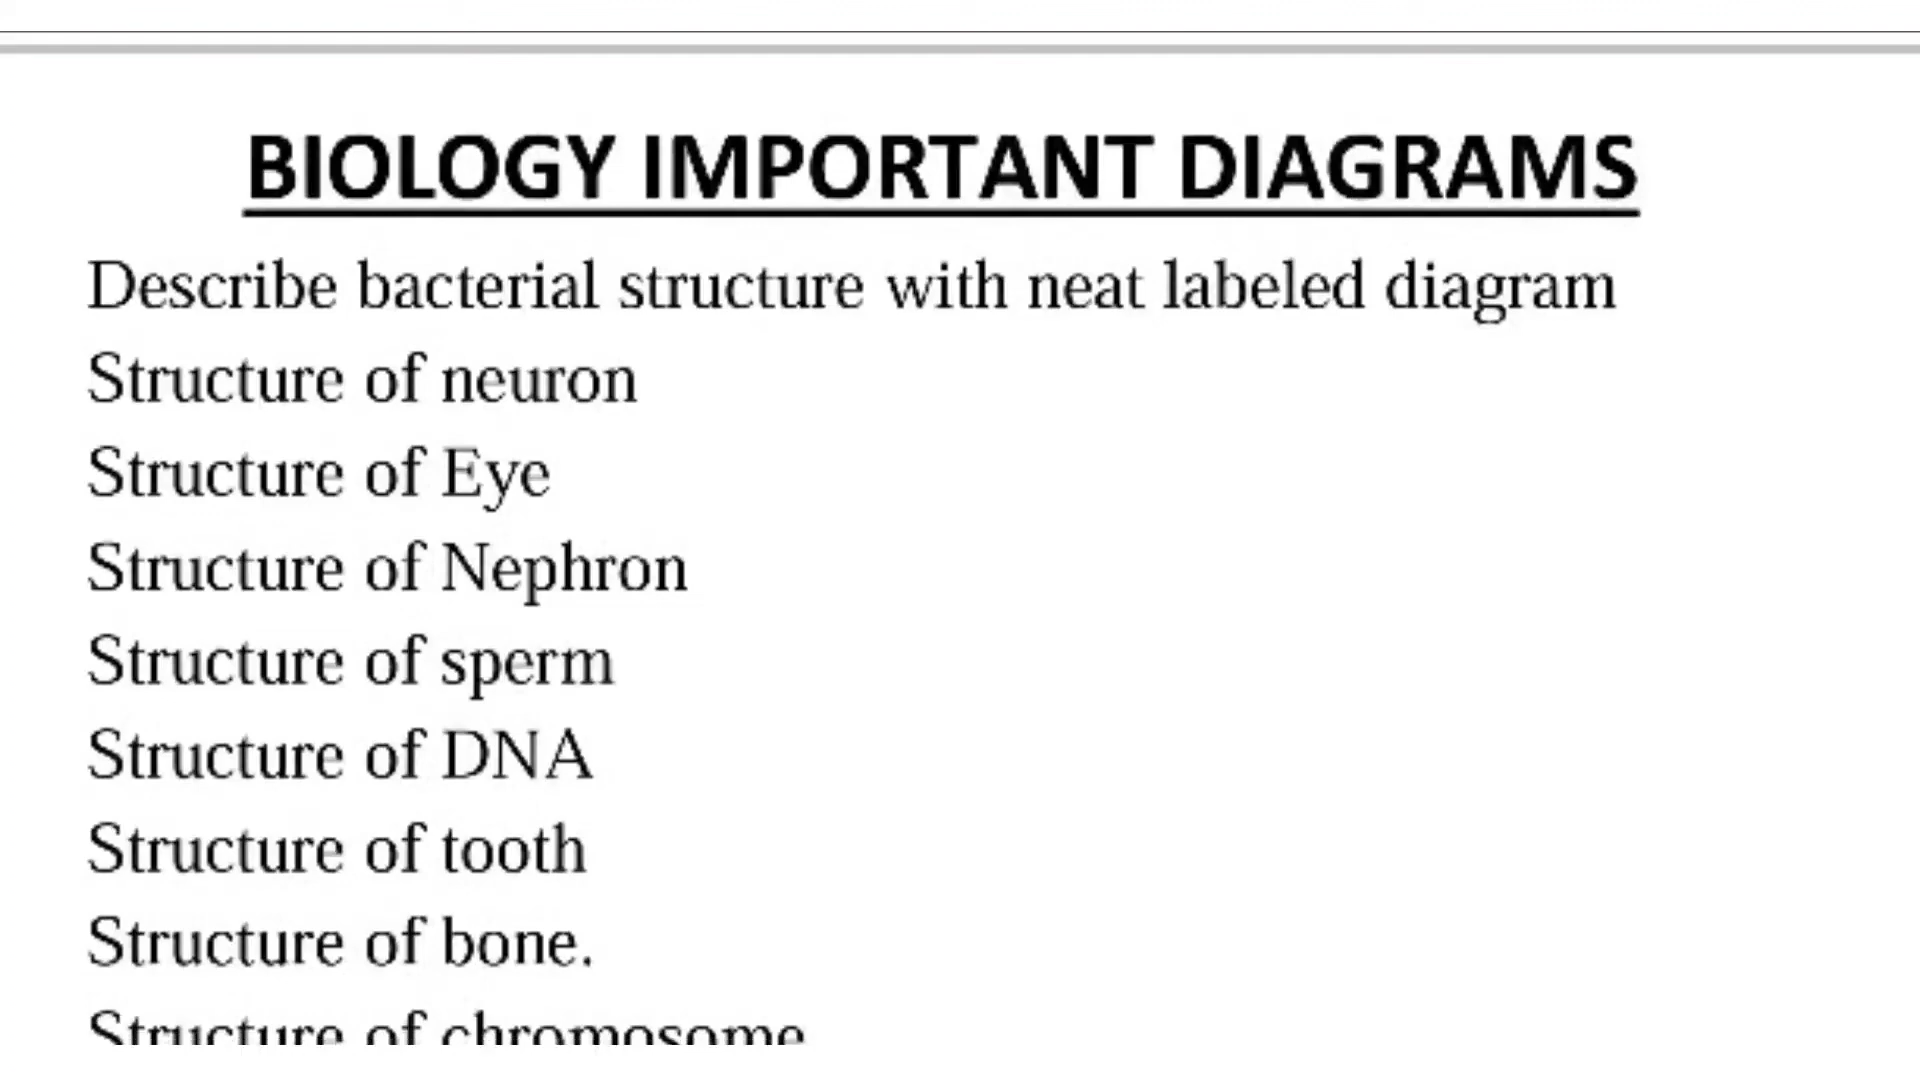 BIOLOGY IMPORTANT DIAGRAMS
Describe bacterial structure with neat labeled diagram
Structure of neuron
Structure of Eye
Structure of Nephron
Structure of sperm
Structure of DNA
Structure of tooth
Structure of bone.
Structure of chromosome